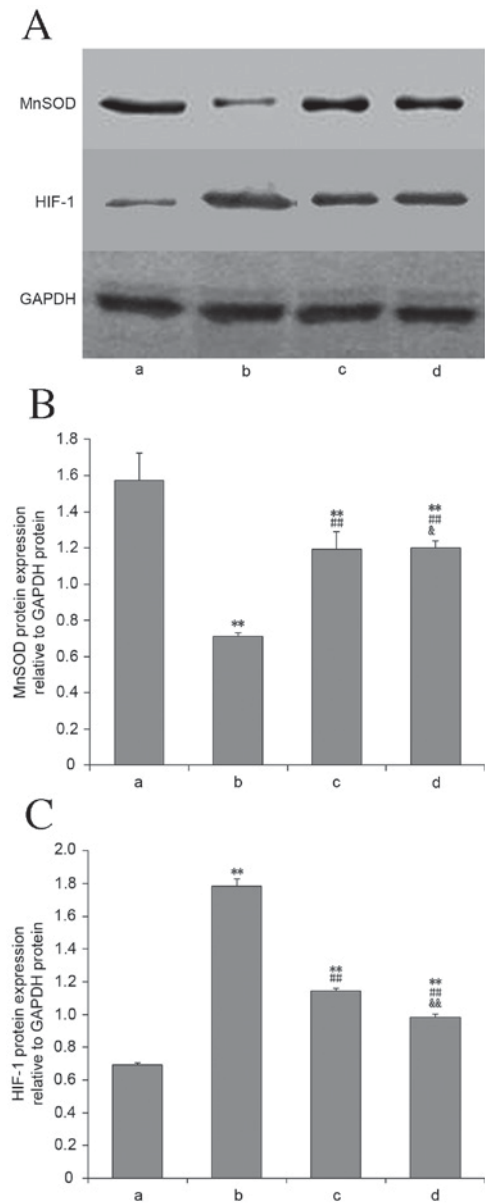 A
MnSOD
HIF-1
GAPDH
a b c d
B
MnSOD protein expression
relative to GAPDH protein
1.8
1.6
1.4
1.2
1.0
0.8
0.6
0.4
0.2
0
**
**
##
**
##
&
a b c d
C
HIF-1 protein expression
relative to GAPDH protein
2.0
1.8
1.6
1.4
1.2
1.0
0.8
0.6
0.4
0.2
0
**
**
##
**
##
&&
a b c d